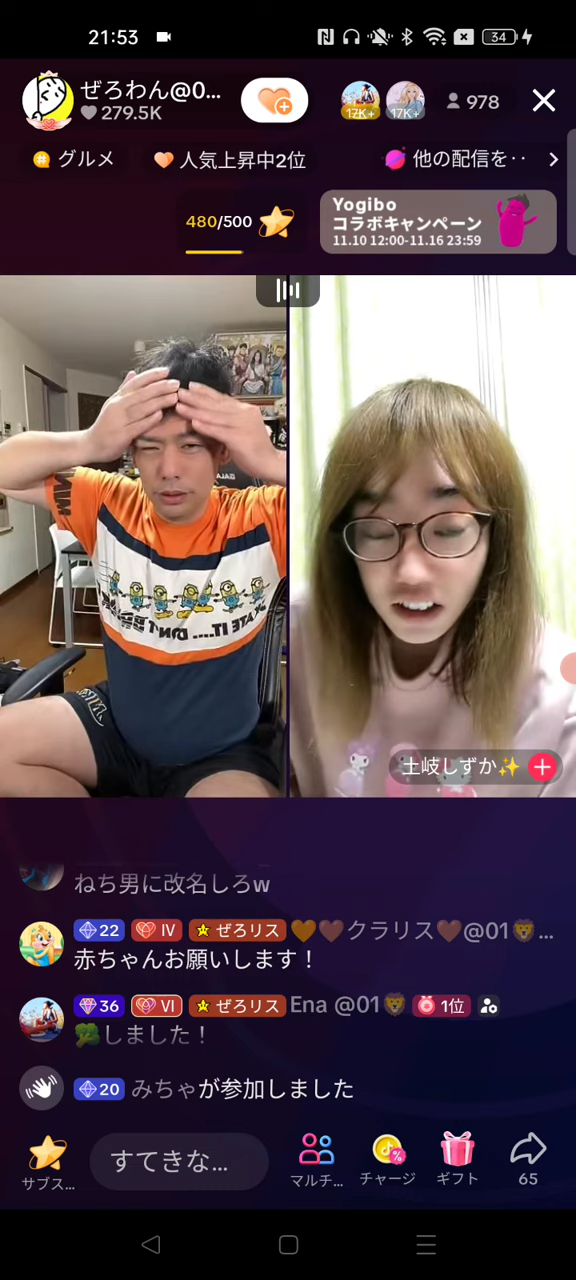 21:53
34
ぜろわん@0...
279.5K
17K+
17K+
978
グルメ
人気上昇中2位
他の配信を‥
480/500
Yogibo
コラボキャンペーン
11.10 12:00-11.16 23:59
土岐しずか✨
ねち男に改名しろw
22 IV ぜろリス 🧡🤎クラリス🤎@01🦁...
赤ちゃんお願いします！
36 VI ぜろリス Ena @01🦁 1位
🥦しました！
20 みちゃが参加しました
サブス...
すてきな...
マルチ...
チャージ
ギフト
65